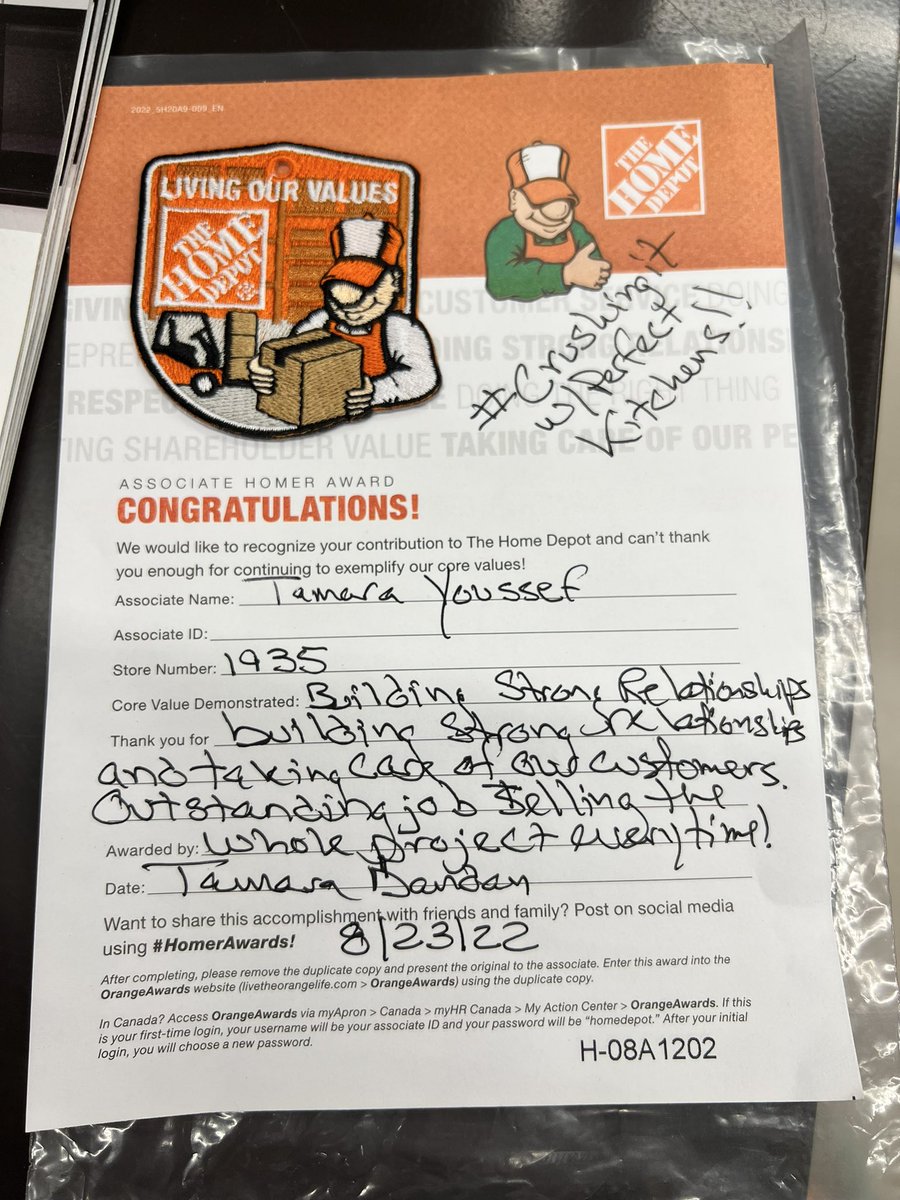 2022_SH20A9-009_EN
LIVING OUR VALUES
THE
HOME
DEPOT
THE
HOME
DEPOT
#Crushing it
w/Perfect
Kitchens!!
GIVING CUSTOMER SERVICE DOING
EPRE DING STRONG RELATIONS
RESPE DOING THE RIGHT THING
TING SHAREHOLDER VALUE TAKING CARE OF OUR PE
ASSOCIATE HOMER AWARD
CONGRATULATIONS!
We would like to recognize your contribution to The Home Depot and can't thank
you enough for continuing to exemplify our core values!
Associate Name: Tamara Youssef
Associate ID:
Store Number: 1935
Core Value Demonstrated: Building Strong Relationships
Thank you for building strong relationships
and taking care of our customers.
Outstanding job selling the
Awarded by: whole project everytime!
Date: Tamara
Want to share this accomplishment with friends and family? Post on social media
using #HomerAwards! 8/23/22
After completing, please remove the duplicate copy and present the original to the associate. Enter this award into the
OrangeAwards website (livetheorangelife.com > OrangeAwards) using the duplicate copy.
In Canada? Access OrangeAwards via myApron > Canada > myHR Canada > My Action Center > OrangeAwards. If this
is your first-time login, your username will be your associate ID and your password will be "homedepot." After your initial
login, you will choose a new password.
H-08A1202